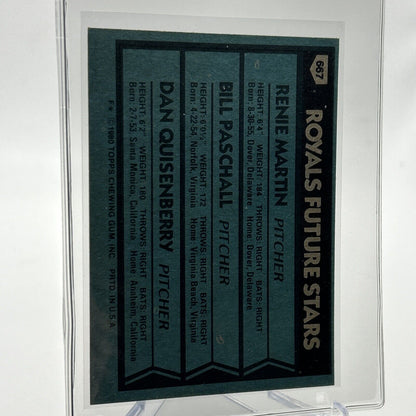 667
ROYALS FUTURE STARS
RENIE MARTIN PITCHER
HEIGHT: 6'4" WEIGHT: 184 THROWS: RIGHT BATS: RIGHT
Born: 8-30-55, Dover, Delaware Home: Dover, Delaware
BILL PASCHALL PITCHER
HEIGHT: 6'0½" WEIGHT: 172 THROWS: RIGHT BATS: RIGHT
Born: 4-22-54, Norfolk, Virginia Home: Virginia Beach, Virginia
DAN QUISENBERRY PITCHER
HEIGHT: 6'2" WEIGHT: 180 THROWS: RIGHT BATS: RIGHT
Born: 2-7-53, Santa Monica, California Home: Anaheim, California
©1980 TOPPS CHEWING GUM, INC. PRTD. IN U.S.A.